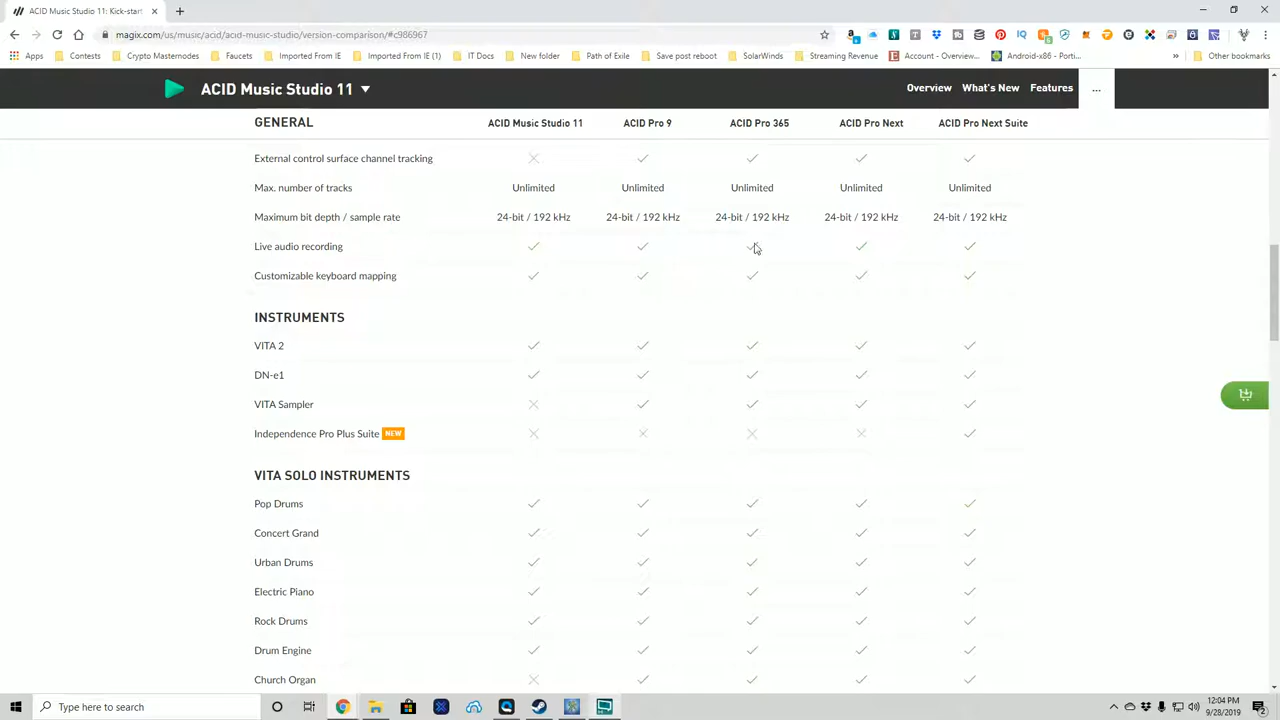 ACID Music Studio 11: Kick-star
magix.com/us/music/acid/acid-music-studio/version-comparison/#c986967
Apps Contests Crypto Masternodes Faucets Imported From IE Imported From IE (1) IT Docs New folder Path of Exile Save post reboot SolarWinds Streaming Revenue Account - Overview... Android-x86 - Porti... » Other bookmarks
ACID Music Studio 11 Overview What's New Features ...
GENERAL ACID Music Studio 11 ACID Pro 9 ACID Pro 365 ACID Pro Next ACID Pro Next Suite
External control surface channel tracking
Max. number of tracks Unlimited Unlimited Unlimited Unlimited Unlimited
Maximum bit depth / sample rate 24-bit / 192 kHz 24-bit / 192 kHz 24-bit / 192 kHz 24-bit / 192 kHz 24-bit / 192 kHz
Live audio recording
Customizable keyboard mapping
INSTRUMENTS
VITA 2
DN-e1
VITA Sampler
Independence Pro Plus Suite NEW
VITA SOLO INSTRUMENTS
Pop Drums
Concert Grand
Urban Drums
Electric Piano
Rock Drums
Drum Engine
Church Organ
Type here to search
12:04 PM
9/28/2019
2